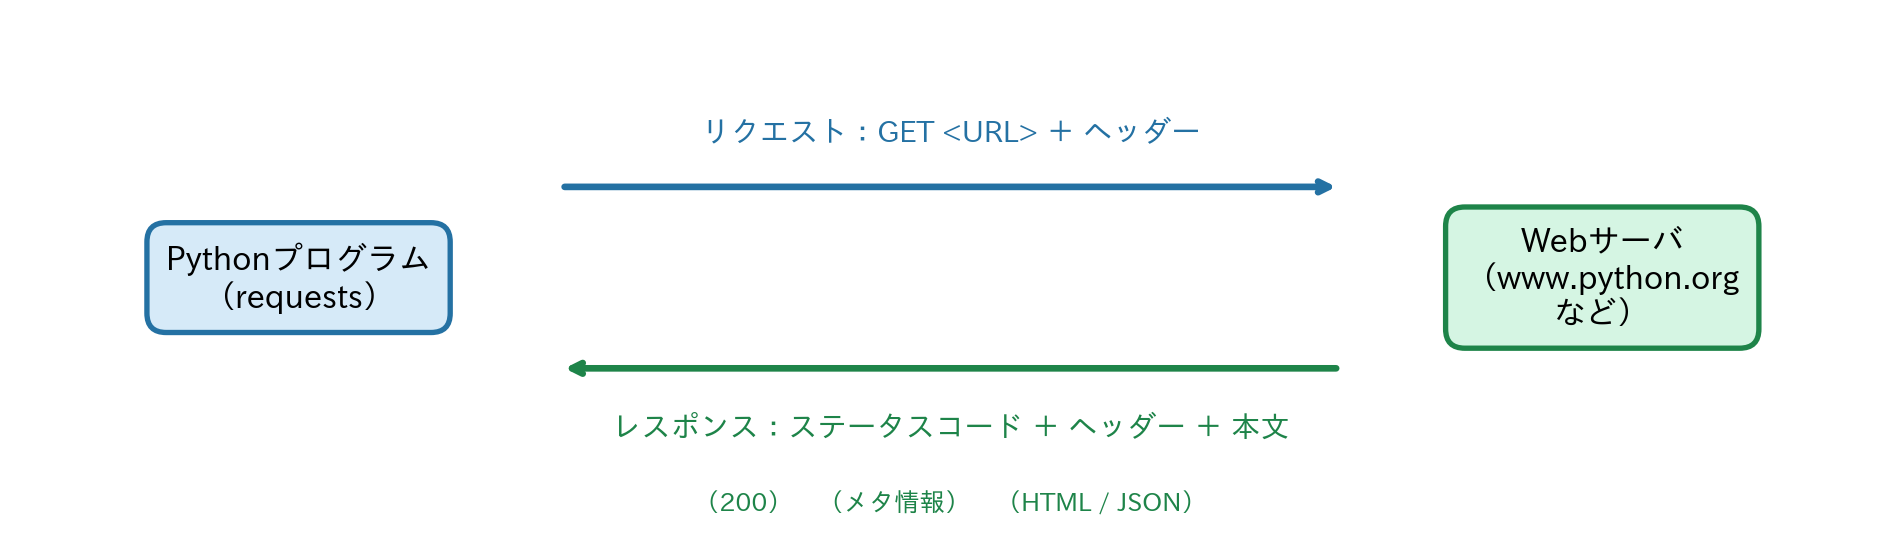 リクエスト：GET <URL> ＋ ヘッダー
Pythonプログラム
（requests）
Webサーバ
（www.python.org
など）
レスポンス：ステータスコード ＋ ヘッダー ＋ 本文
（200）　（メタ情報）　（HTML / JSON）